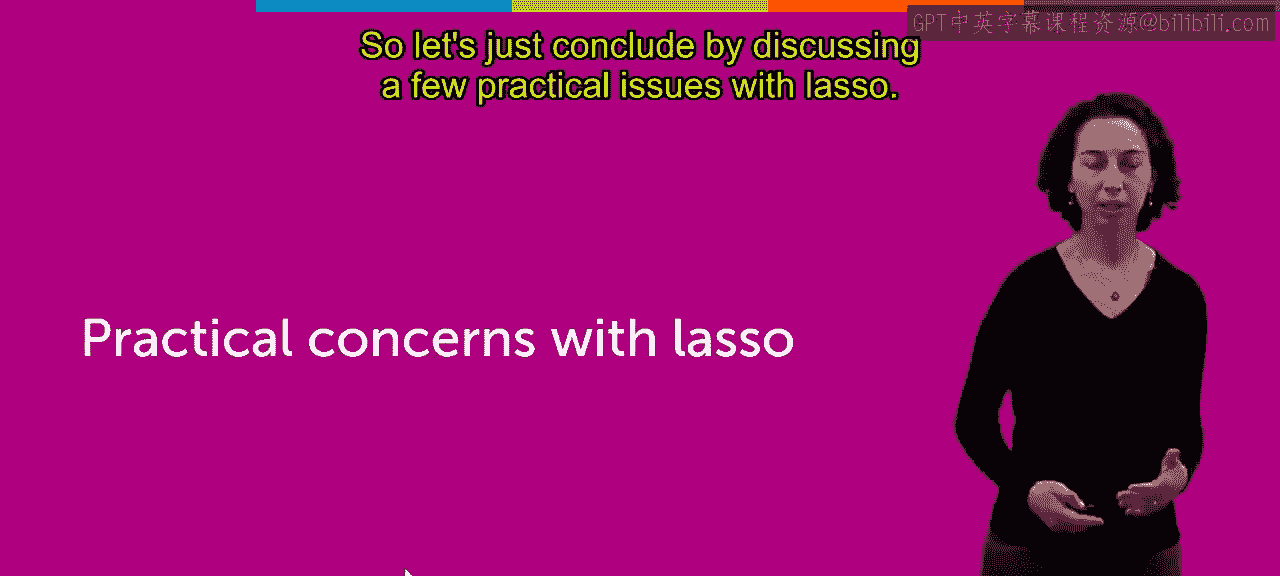 GPT中英字幕课程资源@bilibili.com
So let's just conclude by discussing
a few practical issues with lasso.
Practical concerns with lasso